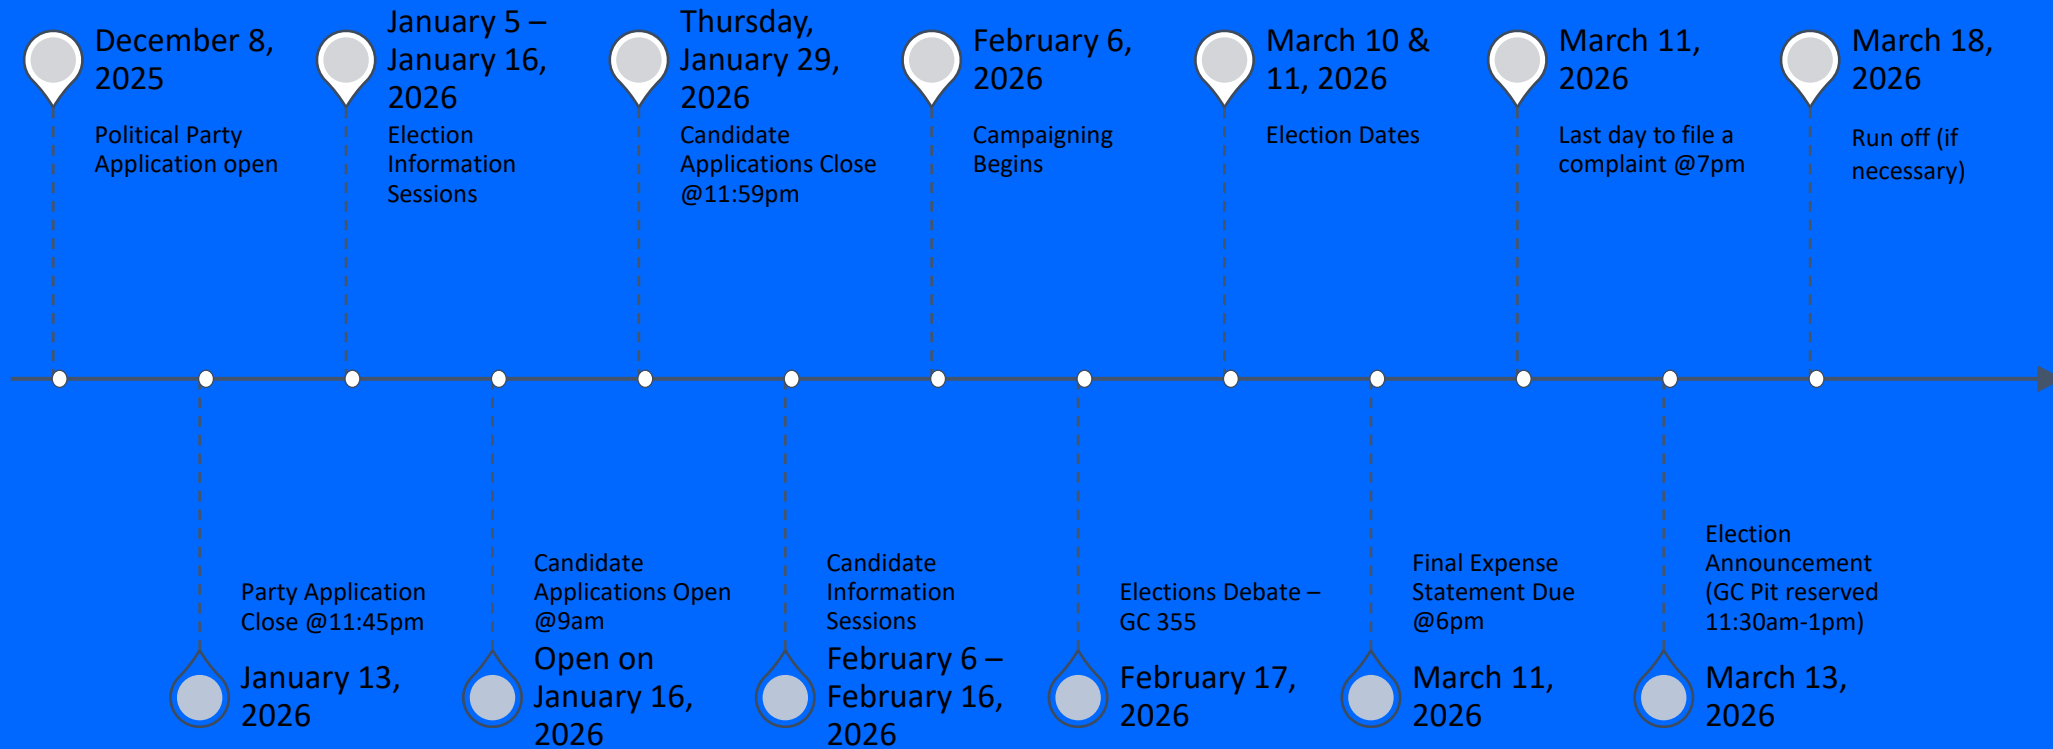 December 8,
2025
Political Party
Application open
January 5 –
January 16,
2026
Election
Information
Sessions
Thursday,
January 29,
2026
Candidate
Applications Close
@11:59pm
February 6,
2026
Campaigning
Begins
March 10 &
11, 2026
Election Dates
March 11,
2026
Last day to file a
complaint @7pm
March 18,
2026
Run off (if
necessary)
Party Application
Close @11:45pm
January 13,
2026
Candidate
Applications Open
@9am
Open on
January 16,
2026
Candidate
Information
Sessions
February 6 –
February 16,
2026
Elections Debate –
GC 355
February 17,
2026
Final Expense
Statement Due
@6pm
March 11,
2026
Election
Announcement
(GC Pit reserved
11:30am-1pm)
March 13,
2026